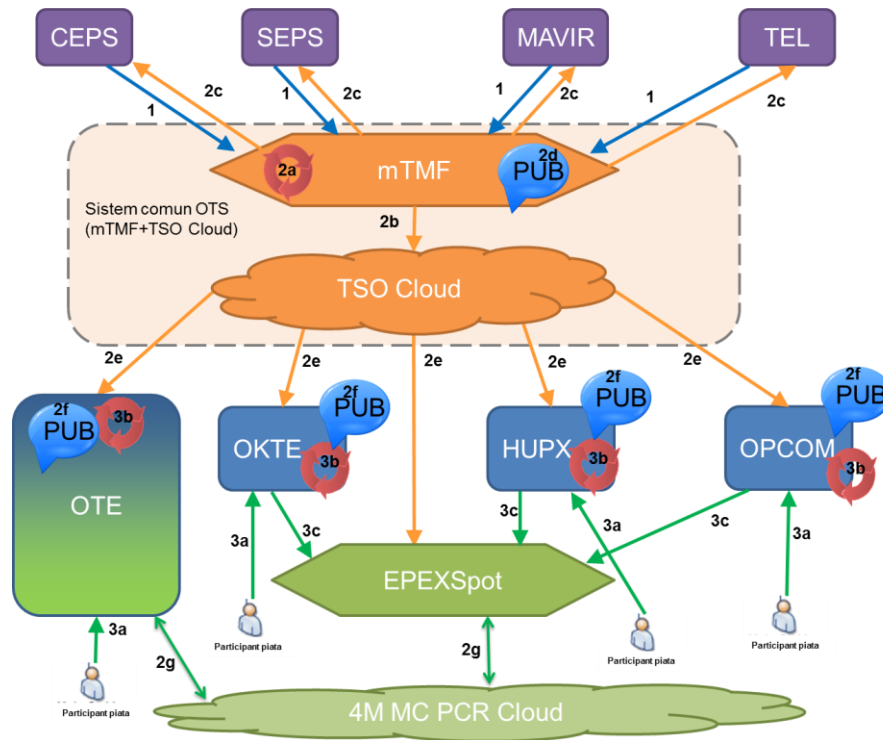 CEPS
SEPS
MAVIR
TEL
2c
1
1
2c
1
2c
1
2c
mTMF
2a
2d
PUB
Sistem comun OTS
(mTMF+TSO Cloud)
2b
TSO Cloud
2e
2e
2e
2e
2e
2f
PUB
3b
OTE
2f
PUB
OKTE
3b
2f
PUB
HUPX
3b
2f
PUB
OPCOM
3b
3a
3c
3c
3a
3c
3a
EPEXSpot
Participant piata
Participant piata
Participant piata
3a
2g
2g
Participant piata
4M MC PCR Cloud